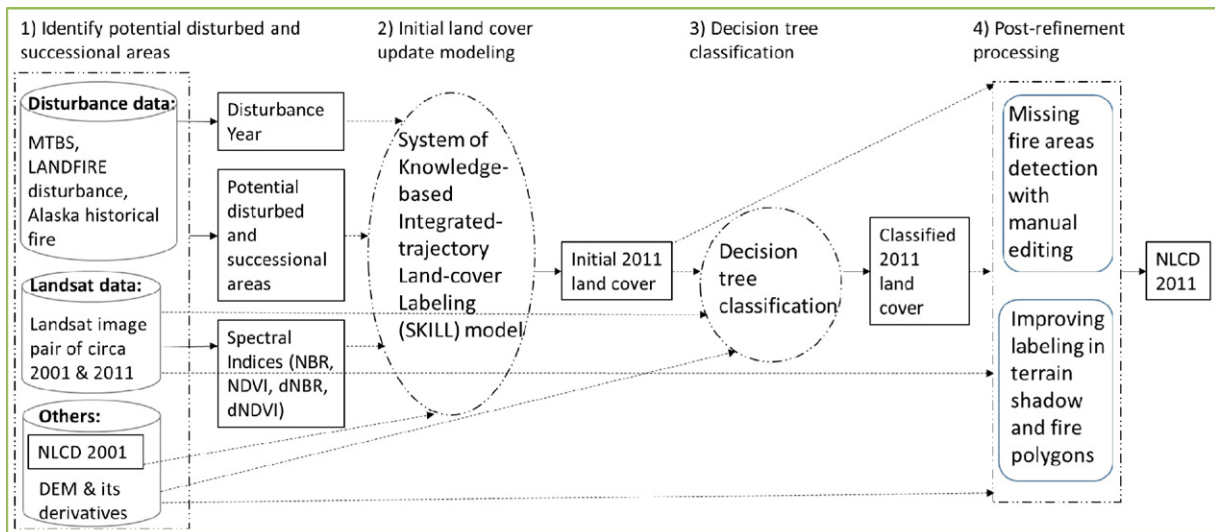 1) Identify potential disturbed and
successional areas
2) Initial land cover
update modeling
3) Decision tree
classification
4) Post-refinement
processing
Disturbance data:
MTBS,
LANDFIRE
disturbance,
Alaska historical
fire
Landsat data:
Landsat image
pair of circa
2001 & 2011
Others:
NLCD 2001
DEM & its
derivatives
Disturbance
Year
Potential
disturbed
and
successional
areas
Spectral
Indices (NBR,
NDVI, dNBR,
dNDVI)
System of
Knowledge-
based
Integrated-
trajectory
Land-cover
Labeling
(SKILL) model
Initial 2011
land cover
Decision
tree
classification
Classified
2011
land
cover
Missing
fire areas
detection
with
manual
editing
Improving
labeling in
terrain
shadow
and fire
polygons
NLCD
2011